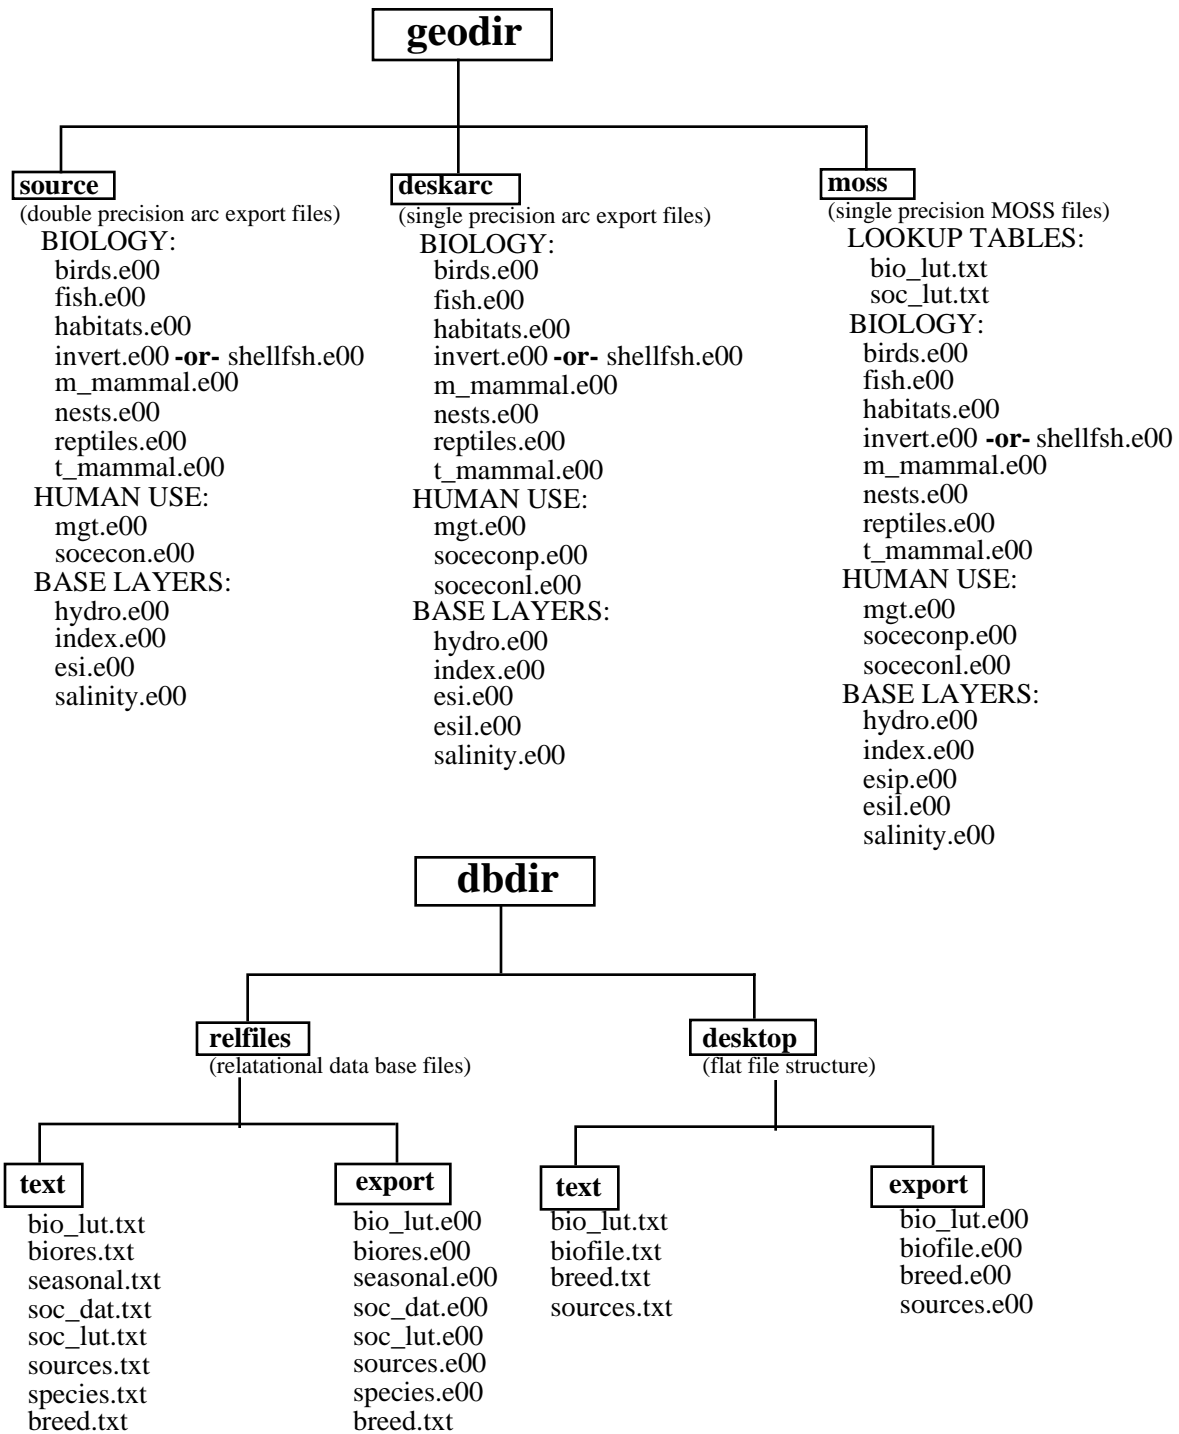 geodir
source
(double precision arc export files)
BIOLOGY:
birds.e00
fish.e00
habitats.e00
invert.e00 -or- shellfsh.e00
m_mammal.e00
nests.e00
reptiles.e00
t_mammal.e00
HUMAN USE:
mgt.e00
socecon.e00
BASE LAYERS:
hydro.e00
index.e00
esi.e00
salinity.e00
deskarc
(single precision arc export files)
BIOLOGY:
birds.e00
fish.e00
habitats.e00
invert.e00 -or- shellfsh.e00
m_mammal.e00
nests.e00
reptiles.e00
t_mammal.e00
HUMAN USE:
mgt.e00
soceconp.e00
soceconl.e00
BASE LAYERS:
hydro.e00
index.e00
esi.e00
esil.e00
salinity.e00
moss
(single precision MOSS files)
LOOKUP TABLES:
bio_lut.txt
soc_lut.txt
BIOLOGY:
birds.e00
fish.e00
habitats.e00
invert.e00 -or- shellfsh.e00
m_mammal.e00
nests.e00
reptiles.e00
t_mammal.e00
HUMAN USE:
mgt.e00
soceconp.e00
soceconl.e00
BASE LAYERS:
hydro.e00
index.e00
esip.e00
esil.e00
salinity.e00
dbdir
relfiles
(relatational data base files)
text
bio_lut.txt
biores.txt
seasonal.txt
soc_dat.txt
soc_lut.txt
sources.txt
species.txt
breed.txt
export
bio_lut.e00
biores.e00
seasonal.e00
soc_dat.e00
soc_lut.e00
sources.e00
species.e00
breed.txt
desktop
(flat file structure)
text
bio_lut.txt
biofile.txt
breed.txt
sources.txt
export
bio_lut.e00
biofile.e00
breed.e00
sources.e00